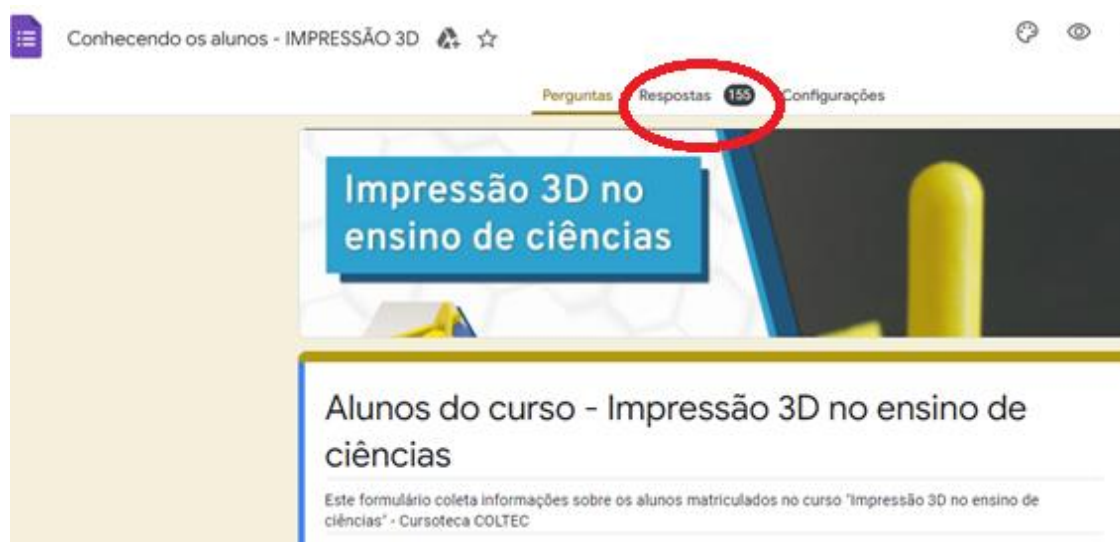 Conhecendo os alunos - IMPRESSÃO 3D
Perguntas Respostas 155 Configurações
Impressão 3D no
ensino de ciências
Alunos do curso - Impressão 3D no ensino de
ciências
Este formulário coleta informações sobre os alunos matriculados no curso "Impressão 3D no ensino de
ciências" - Cursoteca COLTEC